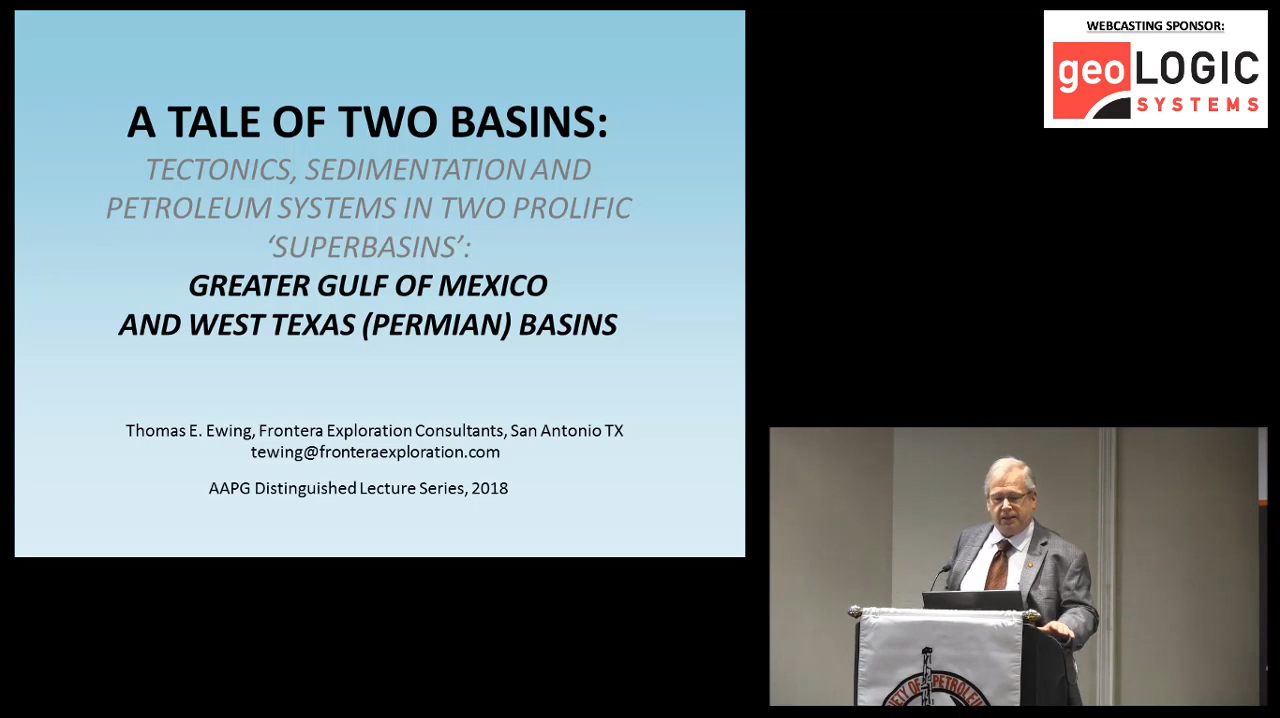 A TALE OF TWO BASINS:
TECTONICS, SEDIMENTATION AND
PETROLEUM SYSTEMS IN TWO PROLIFIC
‘SUPERBASINS’:
GREATER GULF OF MEXICO
AND WEST TEXAS (PERMIAN) BASINS
Thomas E. Ewing, Frontera Exploration Consultants, San Antonio TX
tewing@fronteraexploration.com
AAPG Distinguished Lecture Series, 2018
WEBCASTING SPONSOR:
geoLOGIC
SYSTEMS
OF PETROLEUM